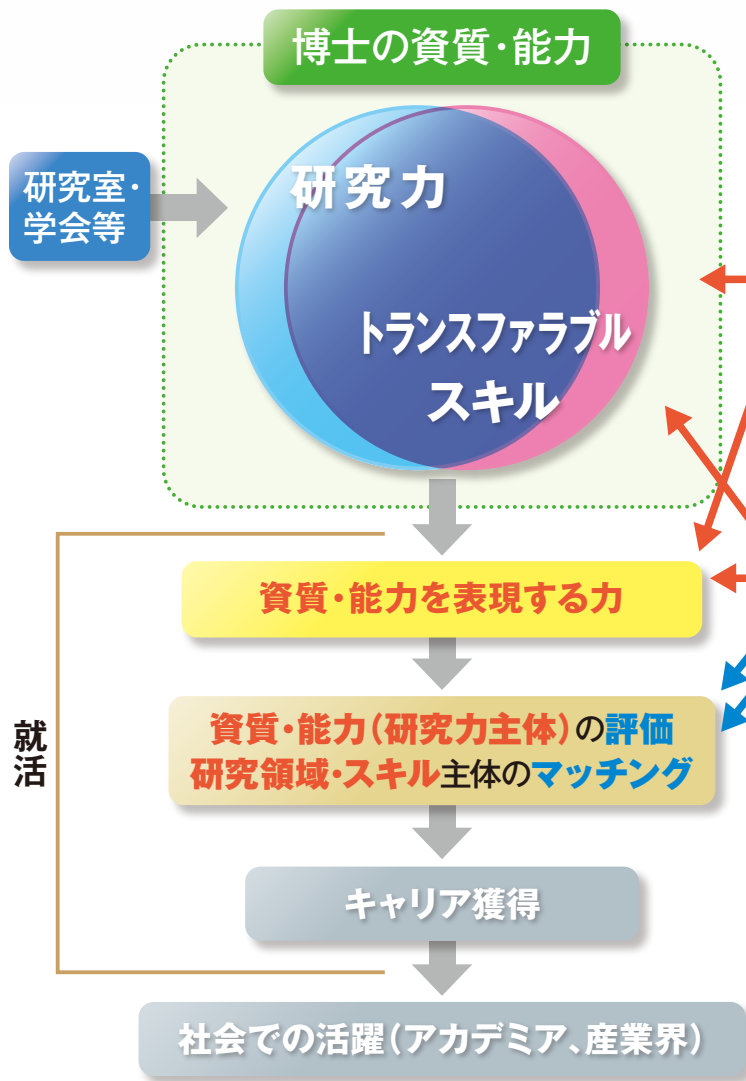 博士の資質・能力
研究室・
学会等
研究力
トランスファラブル
スキル
就活
資質・能力を表現する力
資質・能力（研究力主体）の評価
研究領域・スキル主体のマッチング
キャリア獲得
社会での活躍（アカデミア、産業界）